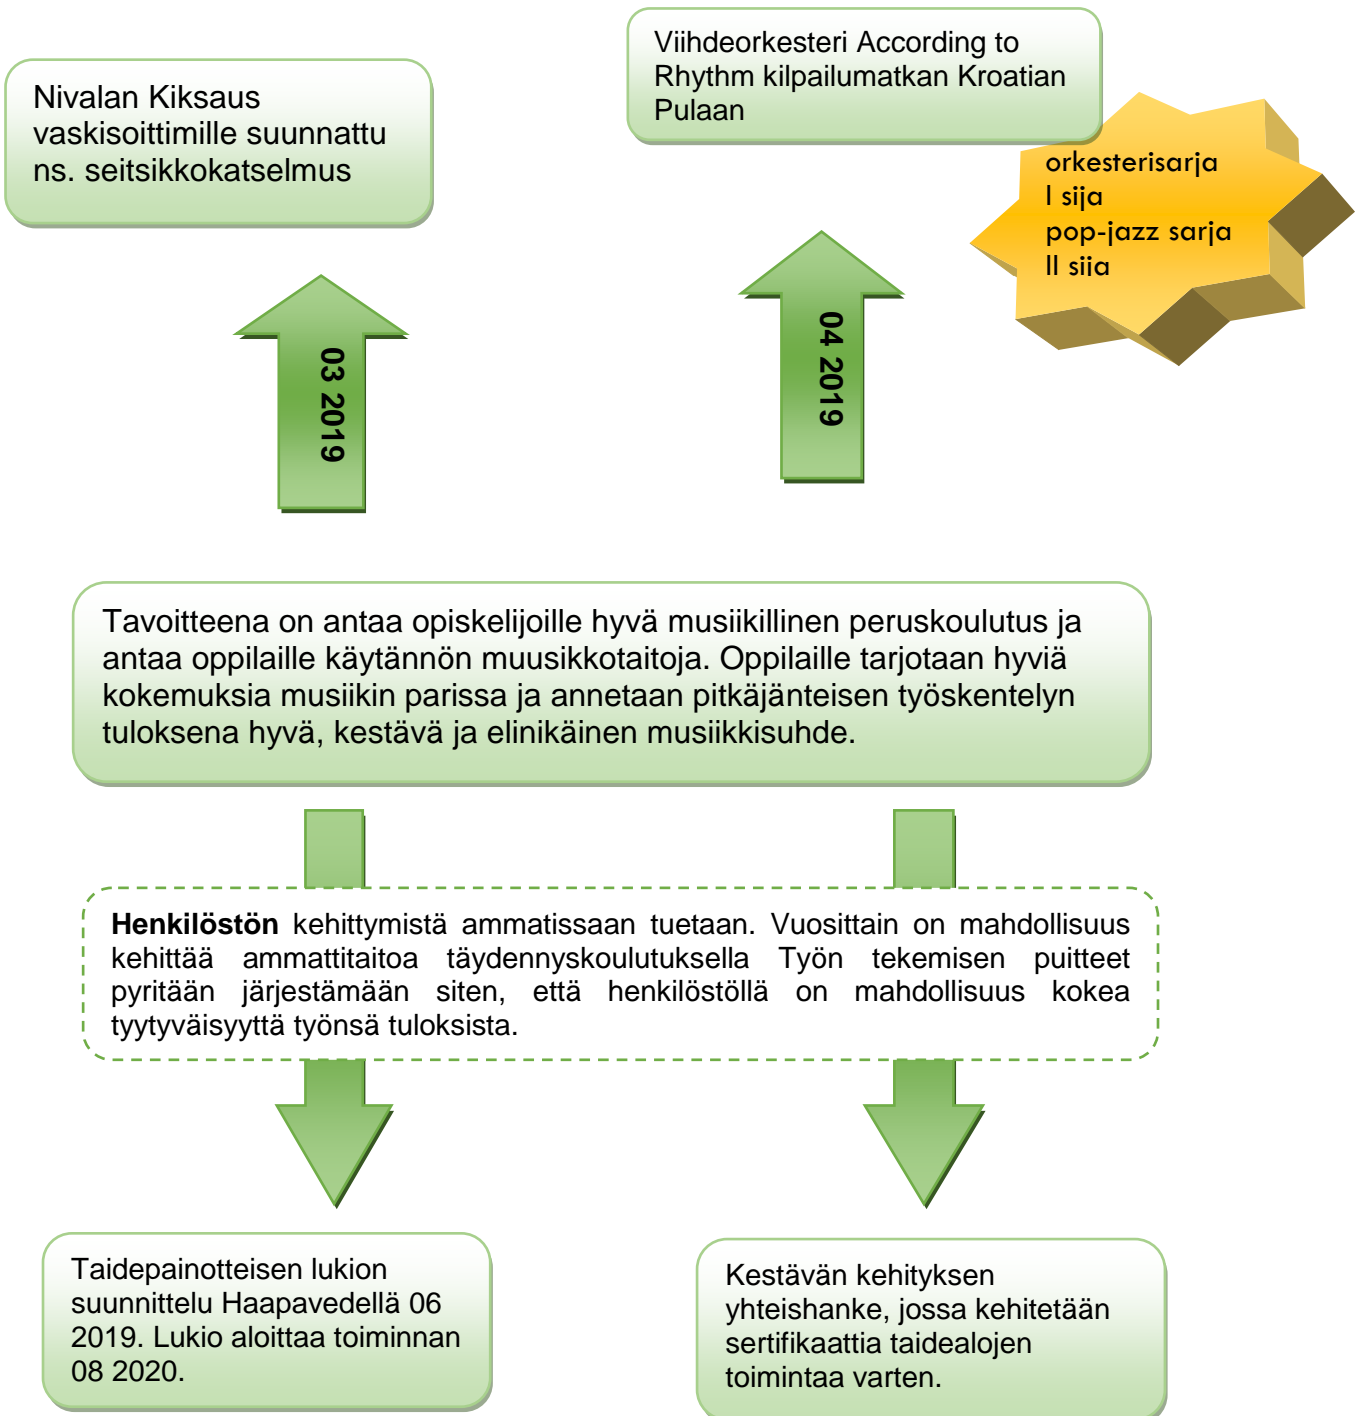 Nivalan Kiksaus
vaskisoittimille suunnattu
ns. seitsikkokatselmus
Viihdeorkesteri According to
Rhythm kilpailumatkan Kroatian
Pulaan
orkesterisarja
I sija
pop-jazz sarja
II sija
03 2019
04 2019
Tavoitteena on antaa opiskelijoille hyvä musiikillinen peruskoulutus ja
antaa oppilaille käytännön muusikkotaitoja. Oppilaille tarjotaan hyviä
kokemuksia musiikin parissa ja annetaan pitkäjänteisen työskentelyn
tuloksena hyvä, kestävä ja elinikäinen musiikkisuhde.
Henkilöstön kehittymistä ammatissaan tuetaan. Vuosittain on mahdollisuus
kehittää ammattitaitoa täydennyskoulutuksella Työn tekemisen puitteet
pyritään järjestämään siten, että henkilöstöllä on mahdollisuus kokea
tyytyväisyyttä työnsä tuloksista.
Taidepainotteisen lukion
suunnittelu Haapavedellä 06
2019. Lukio aloittaa toiminnan
08 2020.
Kestävän kehityksen
yhteishanke, jossa kehitetään
sertifikaattia taidealojen
toimintaa varten.